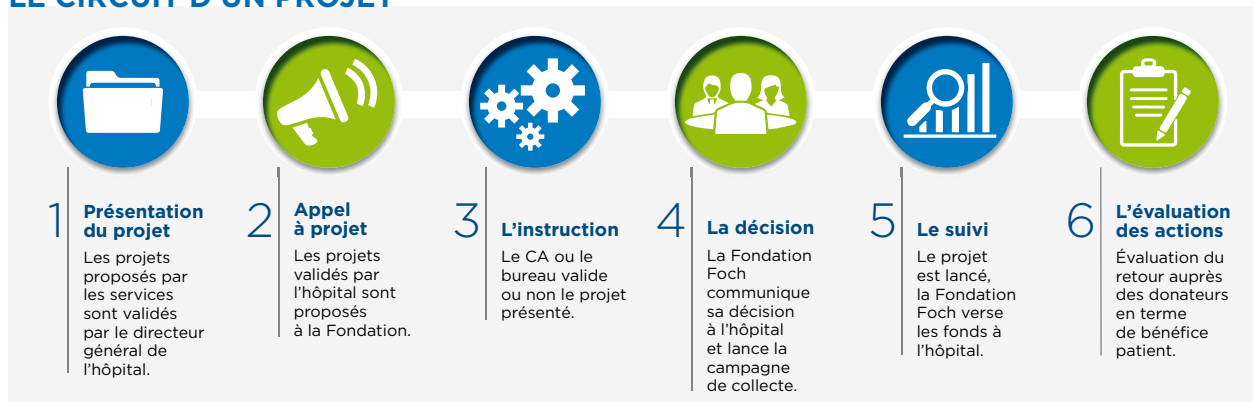 LE CIRCUIT D'UN PROJET
1
Présentation
du projet
Les projets
proposés par
les services
sont validés
par le directeur
général de
l'hôpital.
2
Appel
à projet
Les projets
validés par
l'hôpital sont
proposés
à la Fondation.
3
L'instruction
Le CA ou le
bureau valide
ou non le projet
présenté.
4
La décision
La Fondation
Foch
communique
sa décision
à l'hôpital
et lance la
campagne
de collecte.
5
Le suivi
Le projet
est lancé,
la Fondation
Foch verse
les fonds à
l'hôpital.
6
L'évaluation
des actions
Évaluation du
retour auprès
des donateurs
en terme
de bénéfice
patient.